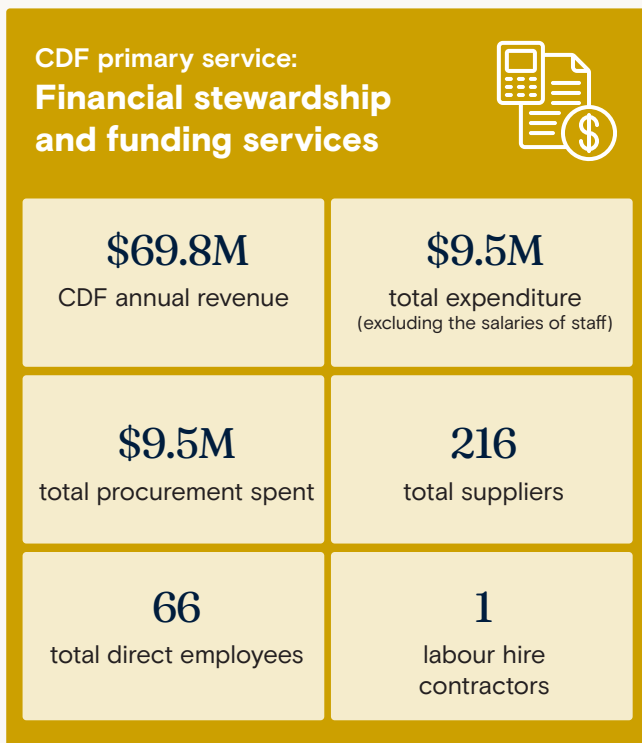 CDF primary service:
Financial stewardship
and funding services
$
$69.8M
CDF annual revenue
$9.5M
total expenditure
(excluding the salaries of staff)
$9.5M
total procurement spent
216
total suppliers
66
total direct employees
1
labour hire
contractors